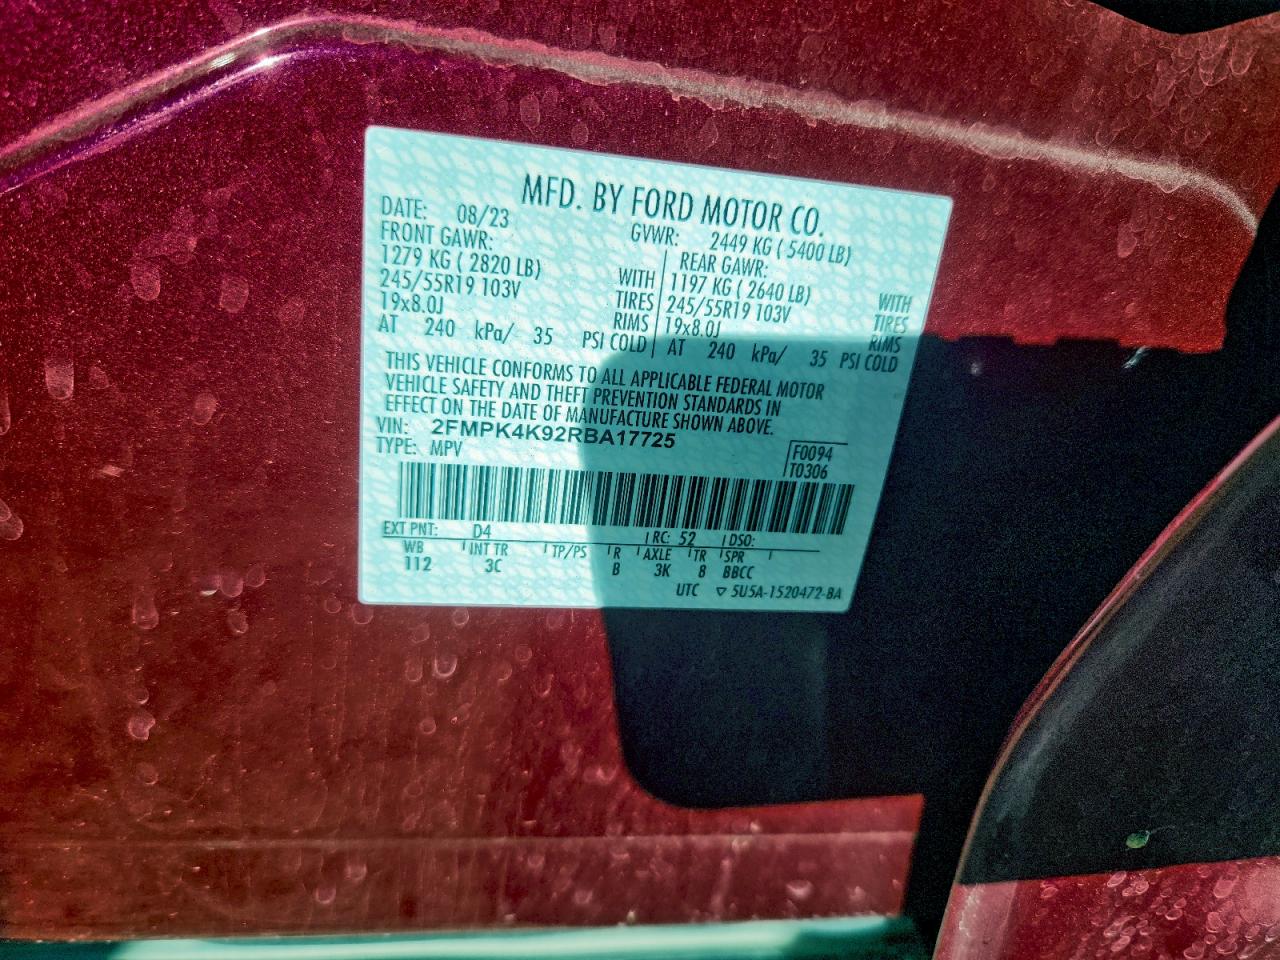 MFD. BY FORD MOTOR CO.
DATE: 08/23 GVWR: 2449 KG ( 5400 LB)
FRONT GAWR: REAR GAWR:
1279 KG ( 2820 LB) WITH 1197 KG ( 2640 LB) WITH
245/55R19 103V TIRES 245/55R19 103V TIRES
19x8.0J RIMS 19x8.0J RIMS
AT 240 kPa/ 35 PSI COLD AT 240 kPa/ 35 PSI COLD
THIS VEHICLE CONFORMS TO ALL APPLICABLE FEDERAL MOTOR
VEHICLE SAFETY AND THEFT PREVENTION STANDARDS IN
EFFECT ON THE DATE OF MANUFACTURE SHOWN ABOVE.
VIN: 2FMPK4K92RBA17725
TYPE: MPV F0094
T0306
EXT PNT: D4 RC: 52 DSO:
WB INT TR TP/PS R AXLE TR SPR
112 3C B 3K 8 BBCC
UTC ▽ 5U5A-1520472-BA